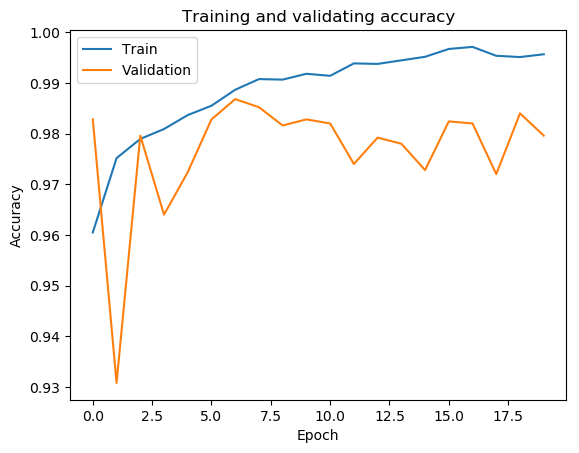 Training and validating accuracy
Train
Validation
1.00
0.99
0.98
0.97
0.96
0.95
0.94
0.93
Accuracy
0.0 2.5 5.0 7.5 10.0 12.5 15.0 17.5
Epoch